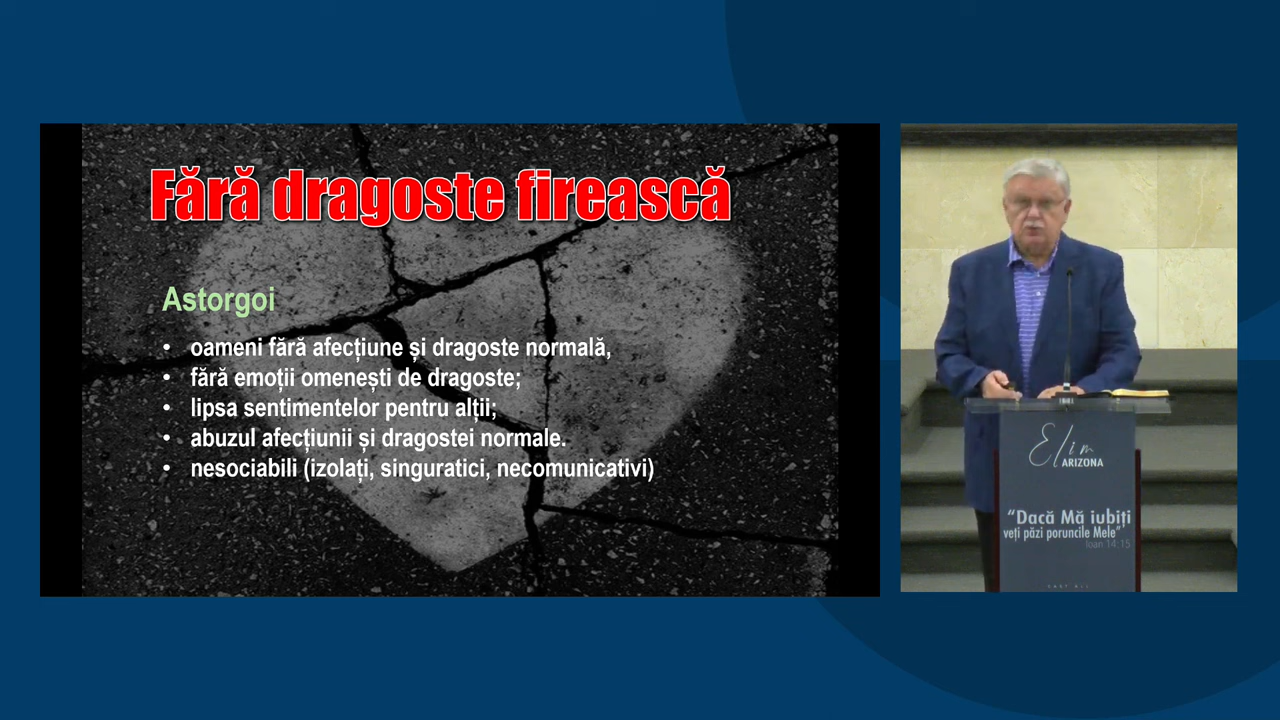 Fără dragoste firească
Astorgoi
• oameni fără afecțiune și dragoste normală,
• fără emoții omenești de dragoste;
• lipsa sentimentelor pentru alții;
• abuzul afecțiunii și dragostei normale.
• nesociabili (izolați, singuratici, necomunicativi)
Elim
ARIZONA
“Dacă Mă iubiți
veți păzi poruncile Mele”
Ioan 14:15